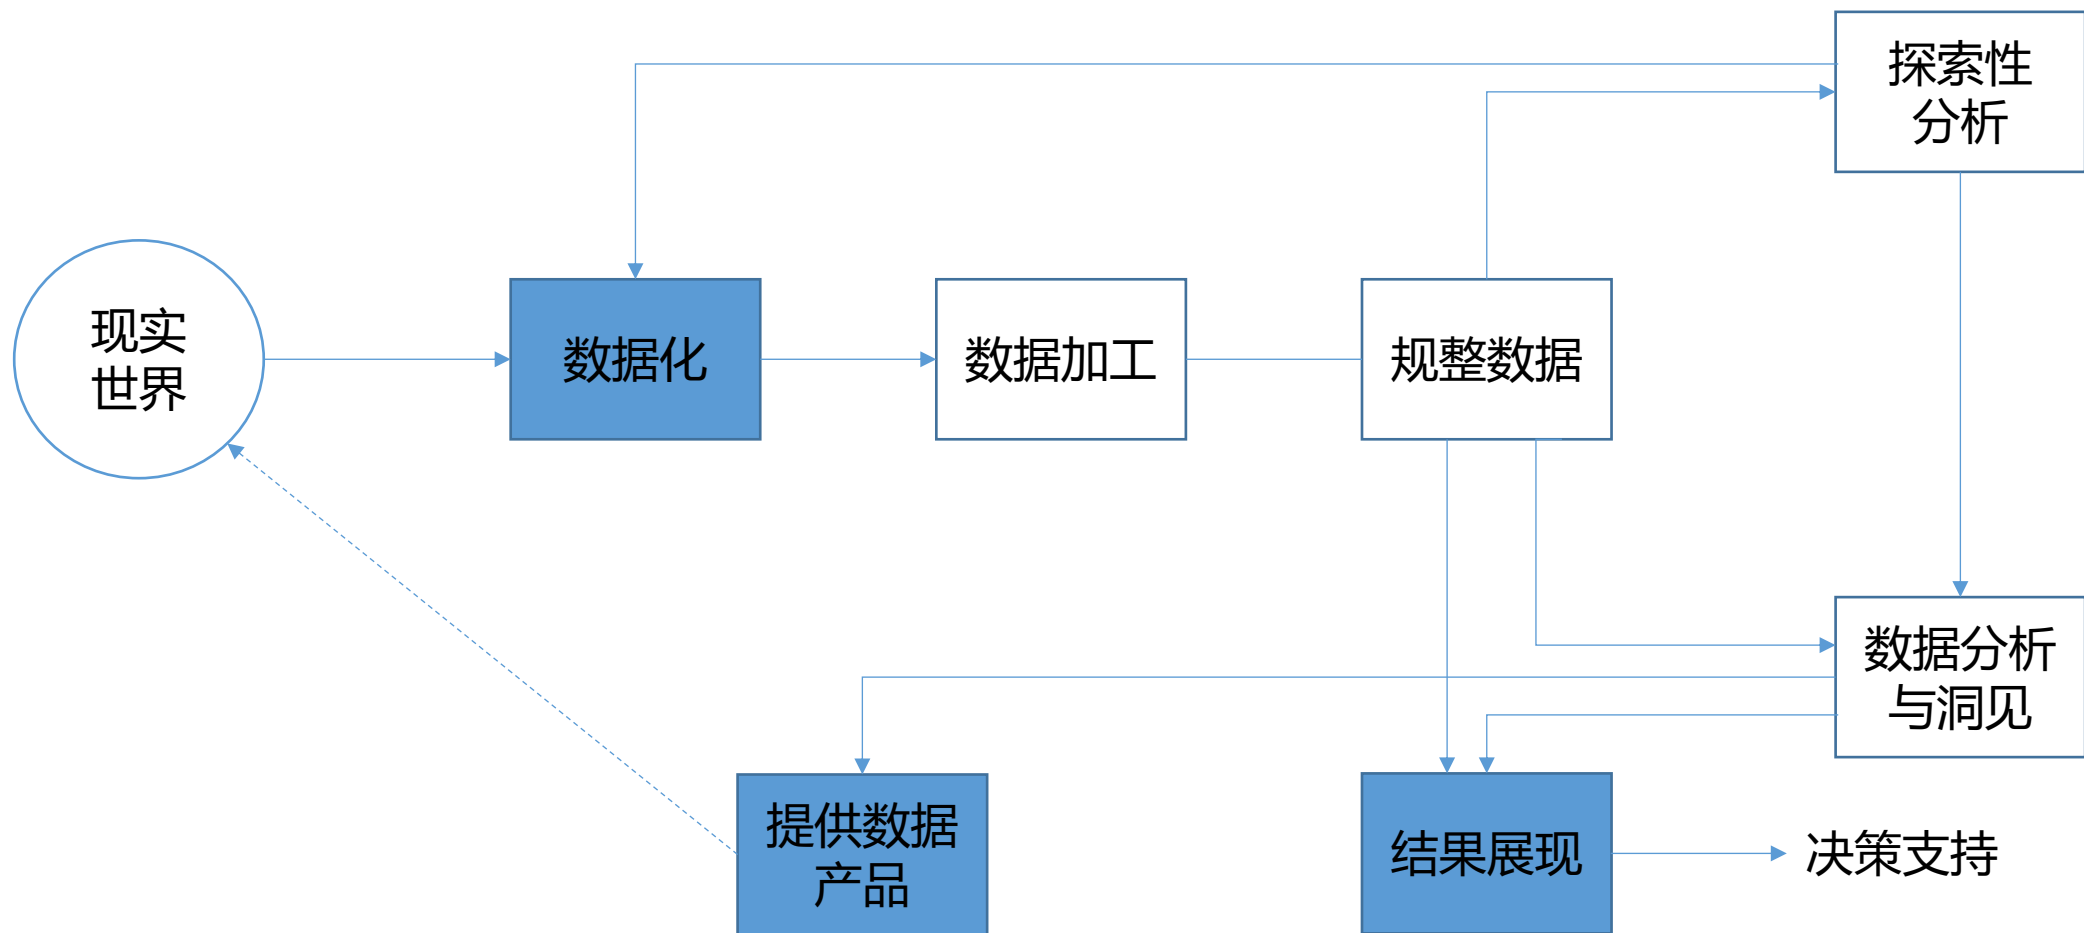 探索性
分析
现实
世界
数据化
数据加工
规整数据
数据分析
与洞见
提供数据
产品
结果展现
决策支持